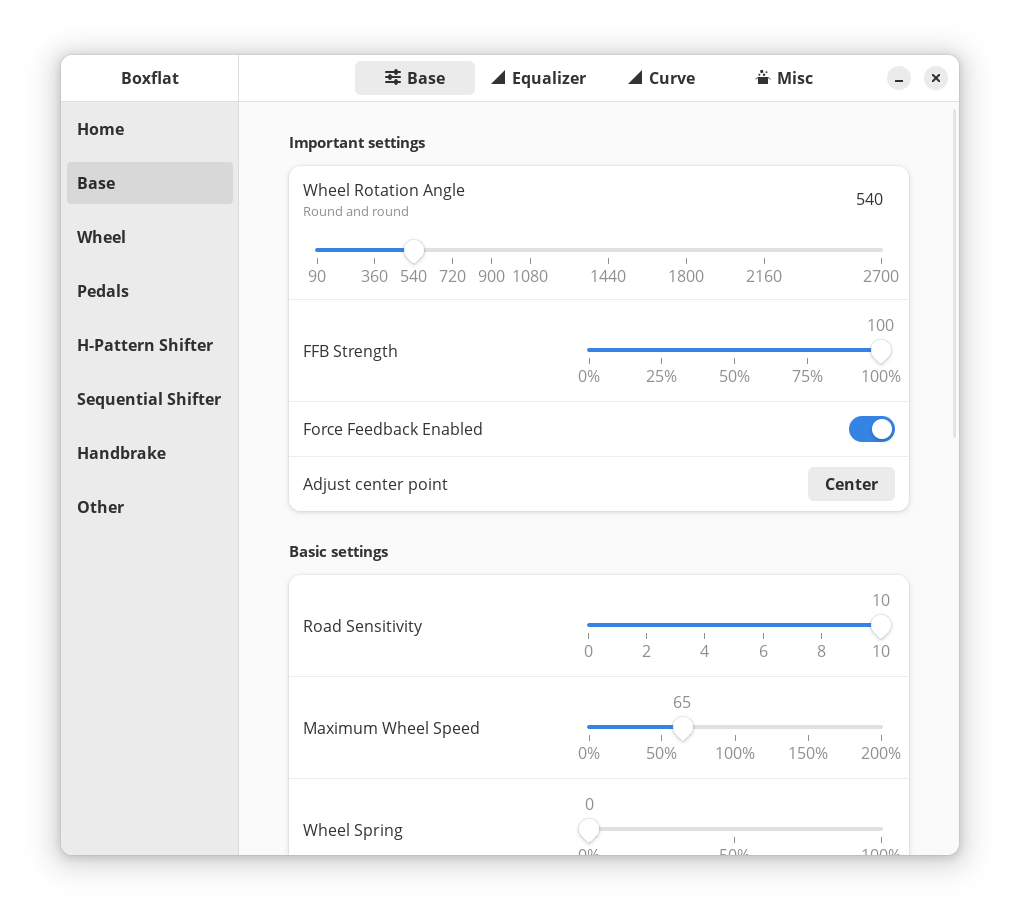 Boxflat
Base
Equalizer
Curve
Misc
Home
Base
Wheel
Pedals
H-Pattern Shifter
Sequential Shifter
Handbrake
Other
Important settings
Wheel Rotation Angle
Round and round
540
90 360 540 720 900 1080 1440 1800 2160 2700
FFB Strength
100
0% 25% 50% 75% 100%
Force Feedback Enabled
Adjust center point
Center
Basic settings
Road Sensitivity
10
0 2 4 6 8 10
Maximum Wheel Speed
65
0% 50% 100% 150% 200%
Wheel Spring
0
0% 50% 100%